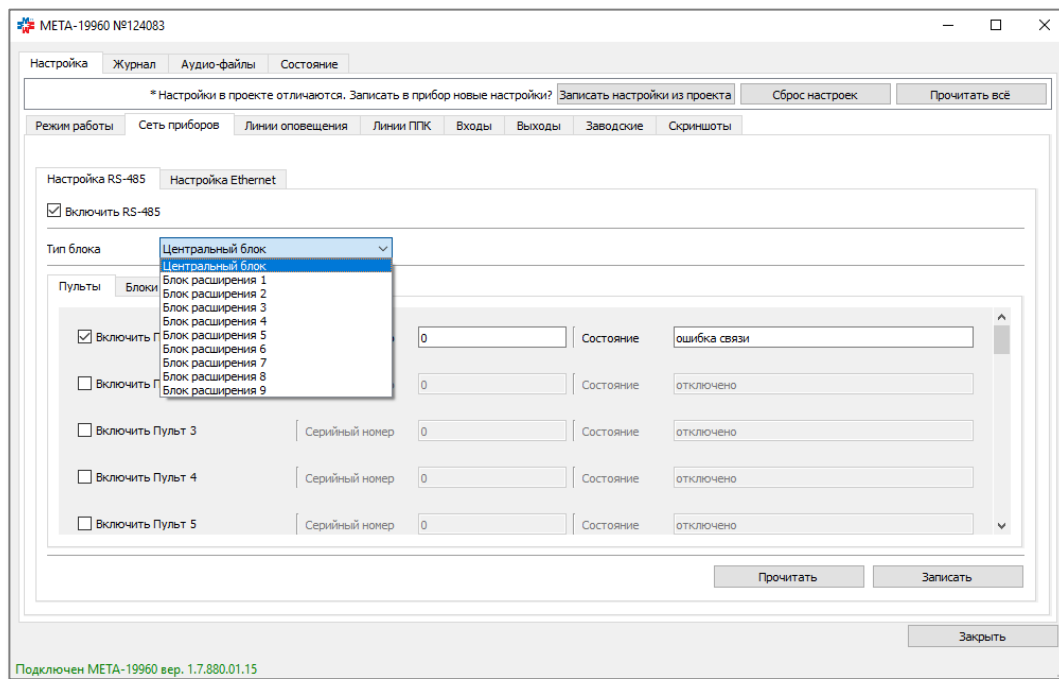 МЕТА-19960 №124083
Настройка Журнал Аудио-файлы Состояние
* Настройки в проекте отличаются. Записать в прибор новые настройки? Записать настройки из проекта Сброс настроек Прочитать всё
Режим работы Сеть приборов Линии оповещения Линии ППК Входы Выходы Заводские Скриншоты
Настройка RS-485 Настройка Ethernet
Включить RS-485
Тип блока Центральный блок
Центральный блок
Пульты Блоки
Блок расширения 1
Блок расширения 2
Блок расширения 3
Блок расширения 4
Блок расширения 5
Блок расширения 6
Блок расширения 7
Блок расширения 8
Блок расширения 9
Включить 0 Состояние ошибка связи
Включить 0 Состояние отключено
Включить Пульт 3 Серийный номер 0 Состояние отключено
Включить Пульт 4 Серийный номер 0 Состояние отключено
Включить Пульт 5 Серийный номер 0 Состояние отключено
Прочитать Записать
Закрыть
Подключен МЕТА-19960 вер. 1.7.880.01.15